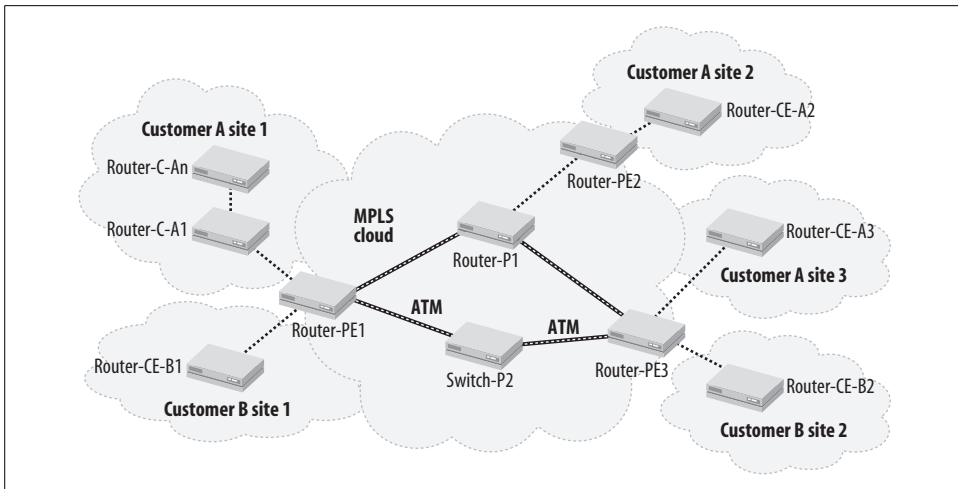 Customer A site 2
Router-CE-A2
Customer A site 1
Router-C-An
Router-PE2
MPLS
cloud
Router-C-A1
Router-CE-A3
Router-P1
Customer A site 3
ATM
Router-PE1
ATM
Router-CE-B1
Switch-P2
Router-PE3
Router-CE-B2
Customer B site 1
Customer B site 2